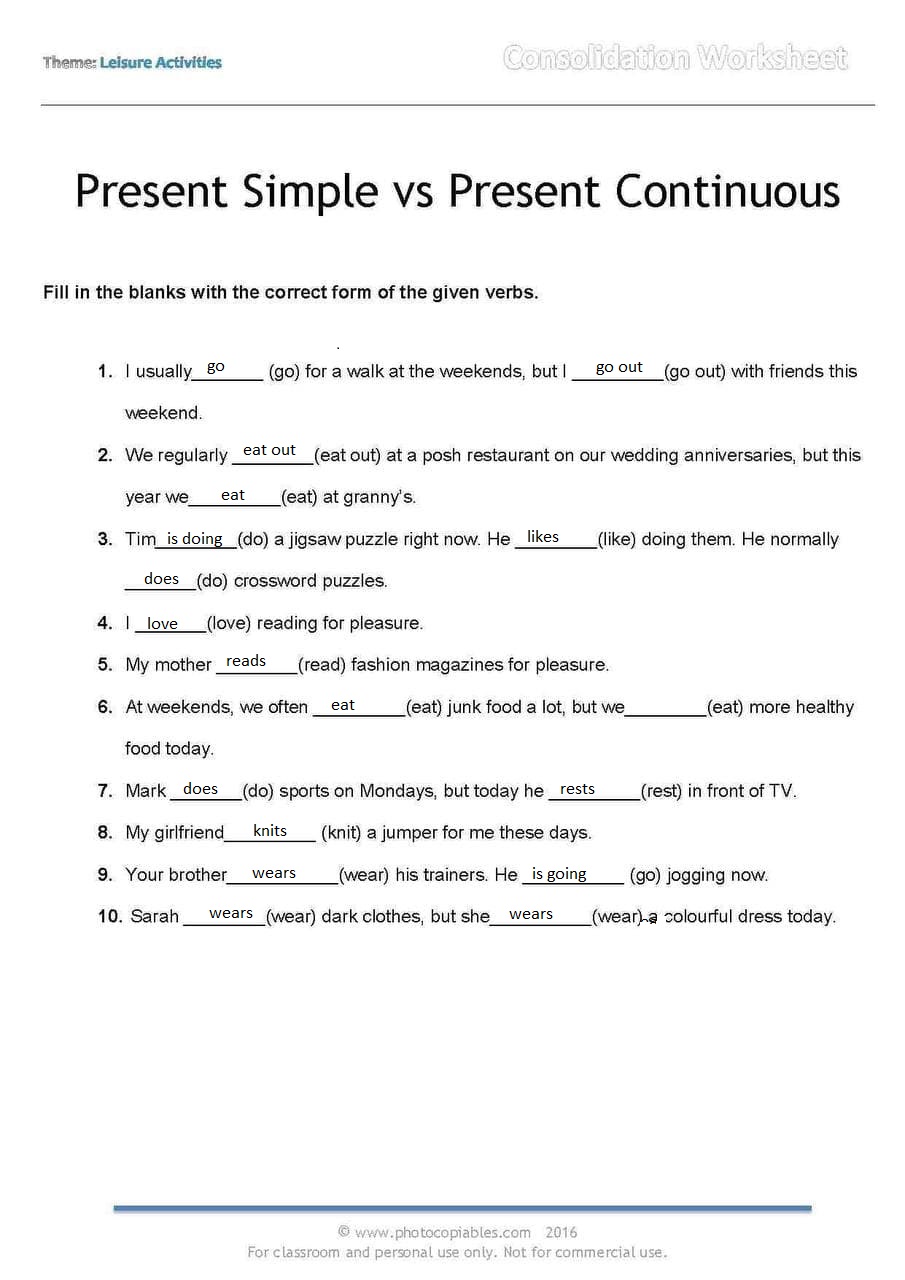 Theme: Leisure Activities
Consolidation Worksheet
Present Simple vs Present Continuous
Fill in the blanks with the correct form of the given verbs.
1. I usually go (go) for a walk at the weekends, but I go out (go out) with friends this
weekend.
2. We regularly eat out (eat out) at a posh restaurant on our wedding anniversaries, but this
year we eat (eat) at granny's.
3. Tim is doing (do) a jigsaw puzzle right now. He likes (like) doing them. He normally
does (do) crossword puzzles.
4. I love (love) reading for pleasure.
5. My mother reads (read) fashion magazines for pleasure.
6. At weekends, we often eat (eat) junk food a lot, but we ________ (eat) more healthy
food today.
7. Mark does (do) sports on Mondays, but today he rests (rest) in front of TV.
8. My girlfriend knits (knit) a jumper for me these days.
9. Your brother wears (wear) his trainers. He is going (go) jogging now.
10. Sarah wears (wear) dark clothes, but she wears (wear) a colourful dress today.
© www.photocopiables.com 2016
For classroom and personal use only. Not for commercial use.